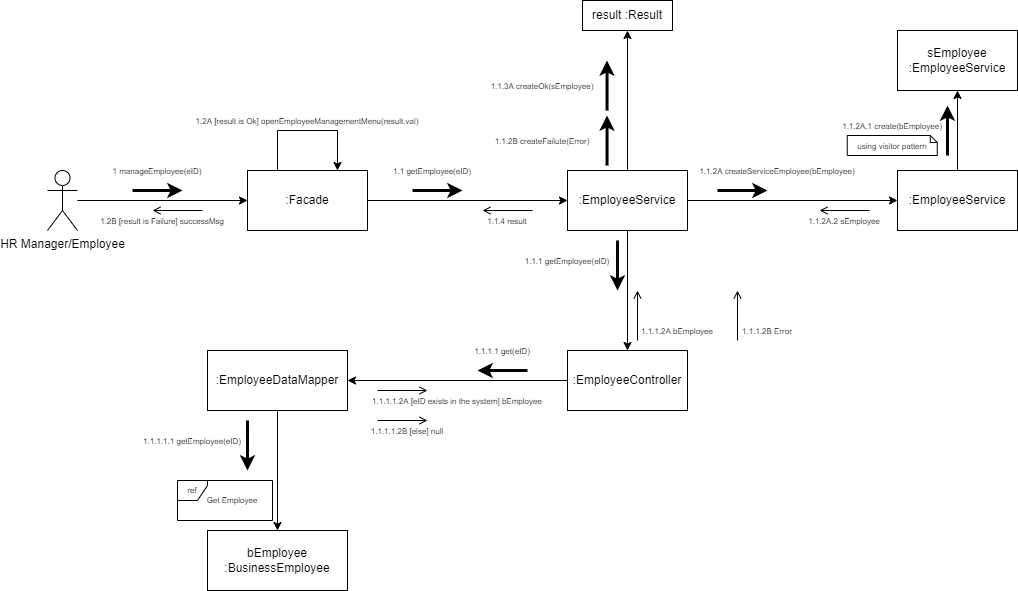 result :Result
sEmployee
:EmployeeService
1.1.3A createOk(sEmployee)
1.2A [result is Ok] openEmployeeManagementMenu(result.val)
1.1.2A.1 create(bEmployee)
1.1.2B createFailute(Error)
using visitor pattern
1 manageEmployee(eID)
1.1 getEmployee(eID)
1.1.2A createServiceEmployee(bEmployee)
:Facade
:EmployeeService
:EmployeeService
1.2B [result is Failure] successMsg
1.1.4 result
1.1.2A.2 sEmployee
HR Manager/Employee
1.1.1 getEmployee(eID)
1.1.1.2A bEmployee
1.1.1.2B Error
1.1.1.1 get(eID)
:EmployeeDataMapper
:EmployeeController
1.1.1.1.2A [eID exists in the system] bEmployee
1.1.1.1.2B [else] null
1.1.1.1.1 getEmployee(eID)
ref
Get Employee
bEmployee
:BusinessEmployee